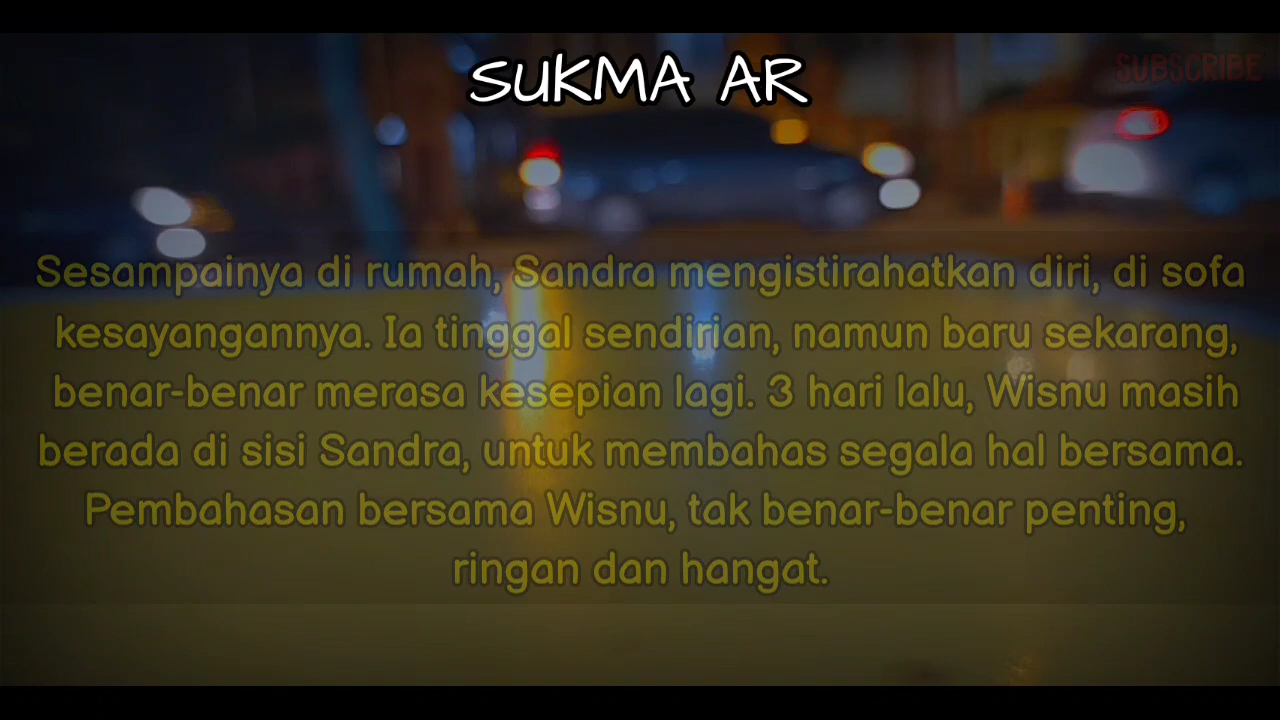 SUKMA AR
SUBSCRIBE
Sesampainya di rumah, Sandra mengistirahatkan diri, di sofa
kesayangannya. Ia tinggal sendirian, namun baru sekarang,
benar-benar merasa kesepian lagi. 3 hari lalu, Wisnu masih
berada di sisi Sandra, untuk membahas segala hal bersama.
Pembahasan bersama Wisnu, tak benar-benar penting,
ringan dan hangat.